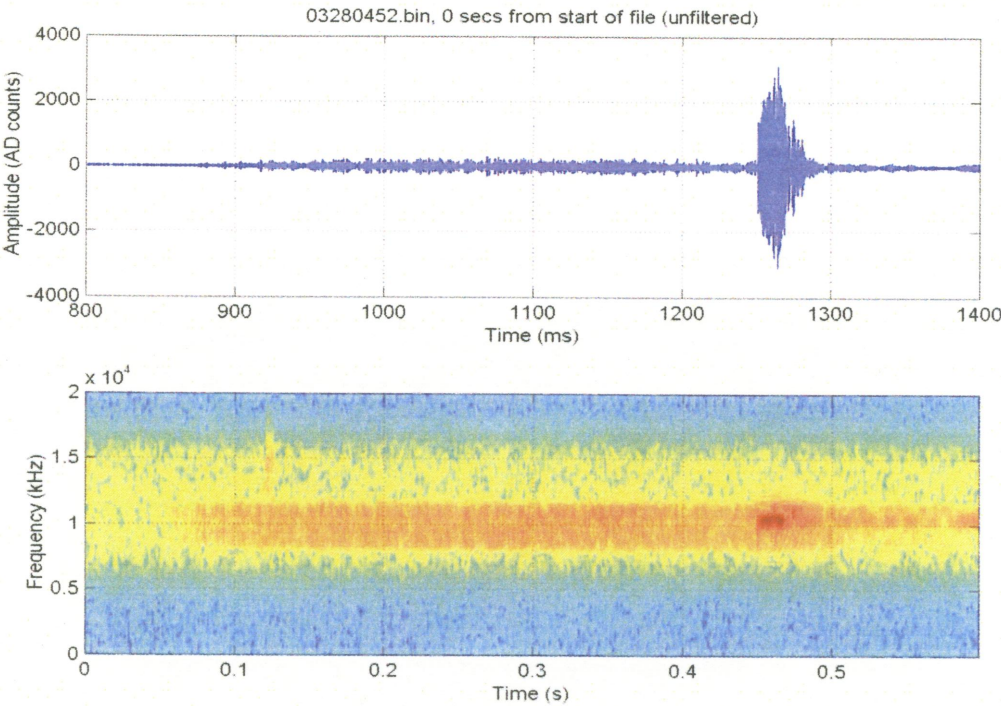 03280452.bin, 0 secs from start of file (unfiltered)
4000
2000
0
-2000
-4000
Amplitude (AD counts)
800 900 1000 1100 1200 1300 1400
Time (ms)
x 10^4
2
1.5
1
0.5
0
Frequency (kHz)
0 0.1 0.2 0.3 0.4 0.5
Time (s)